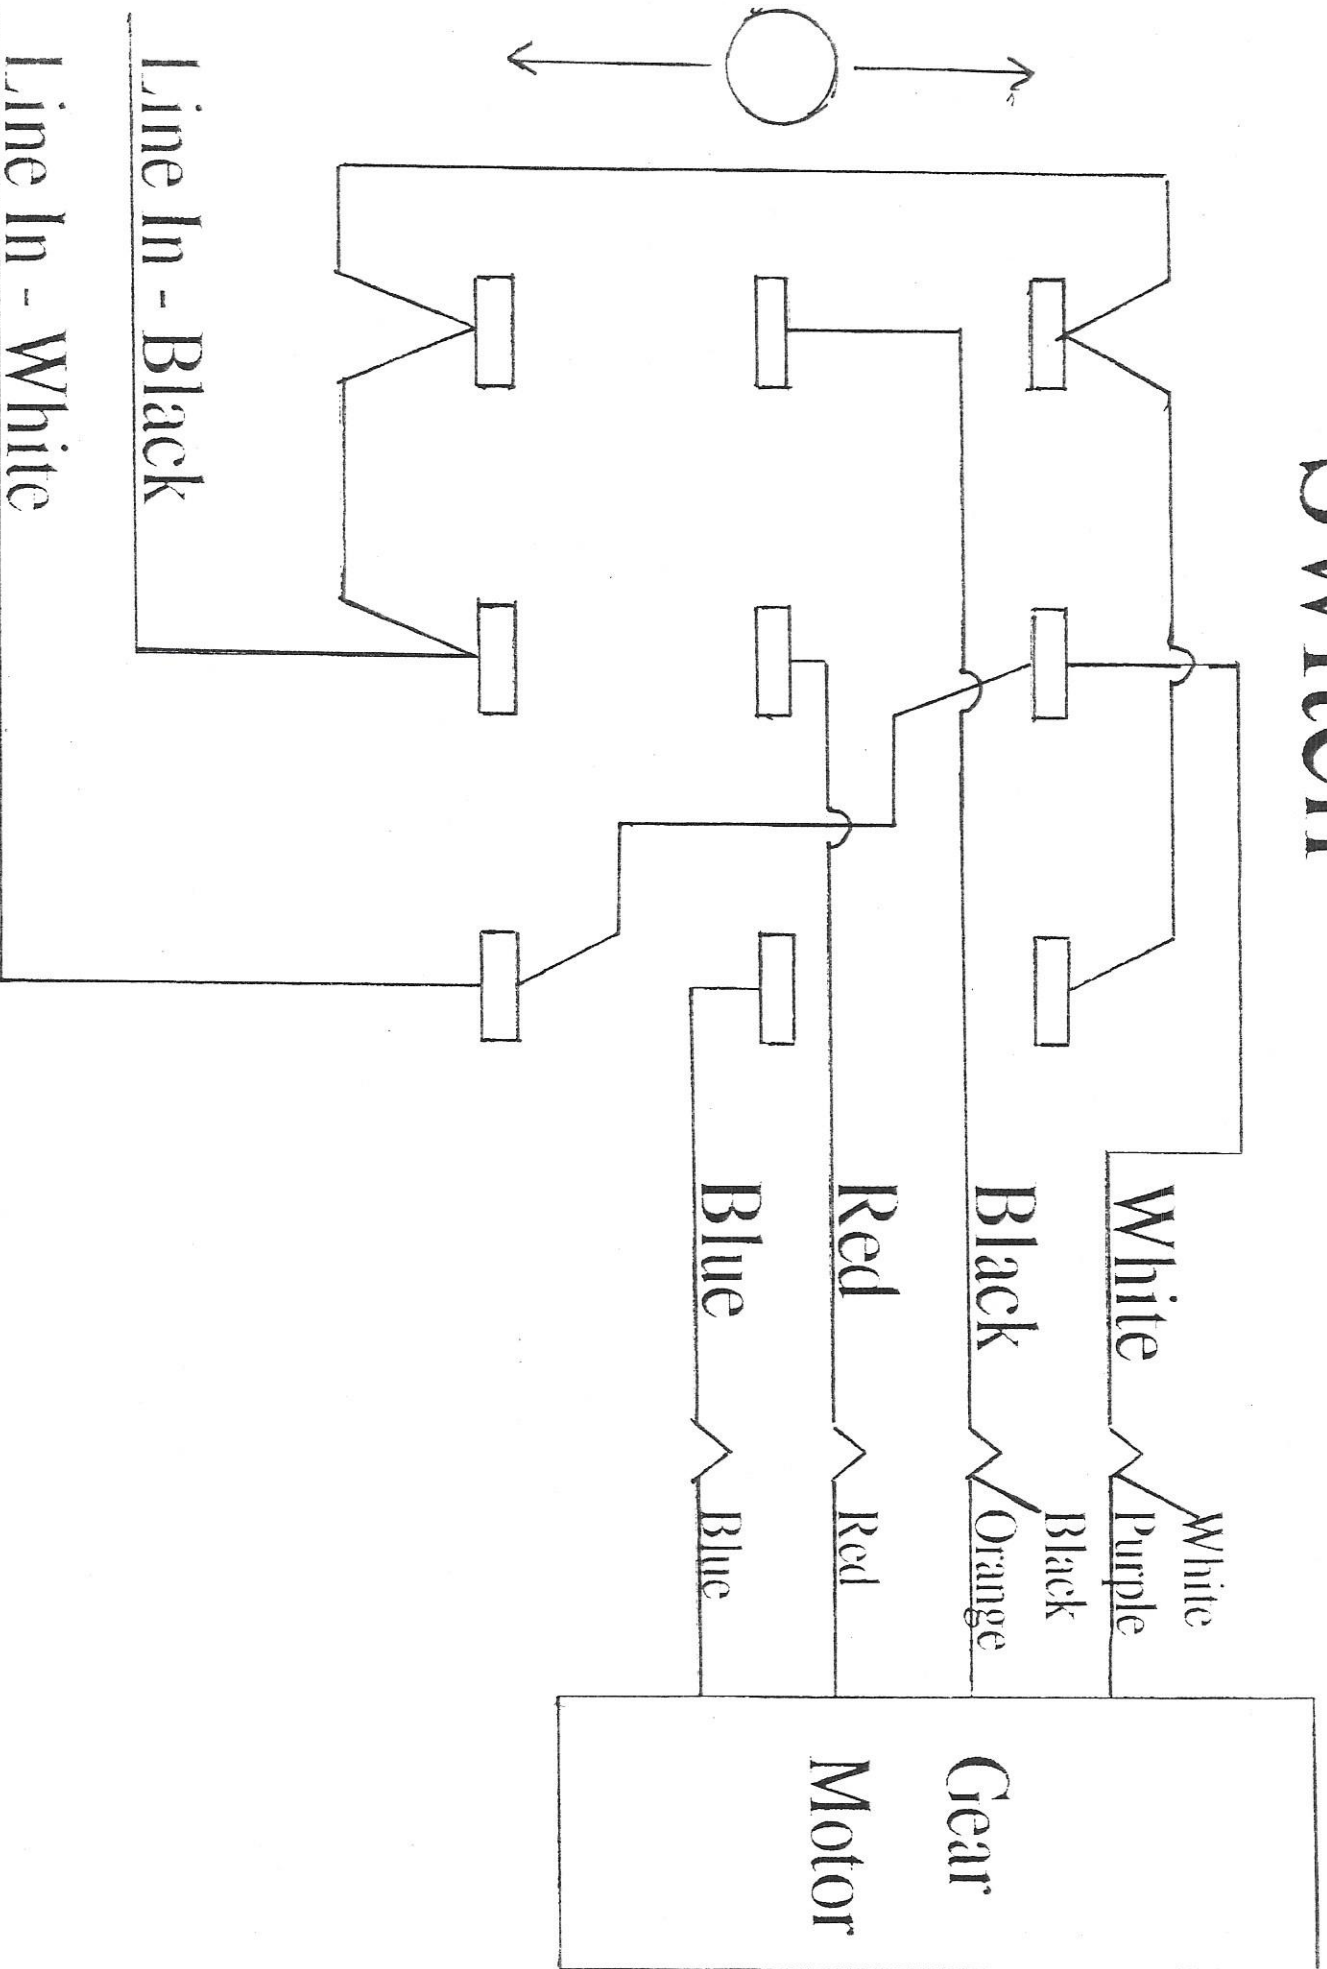 Switch
White
White
Purple
Black
Black
Orange
Red
Red
Blue
Blue
Gear
Motor
Line In - Black
Line In - White